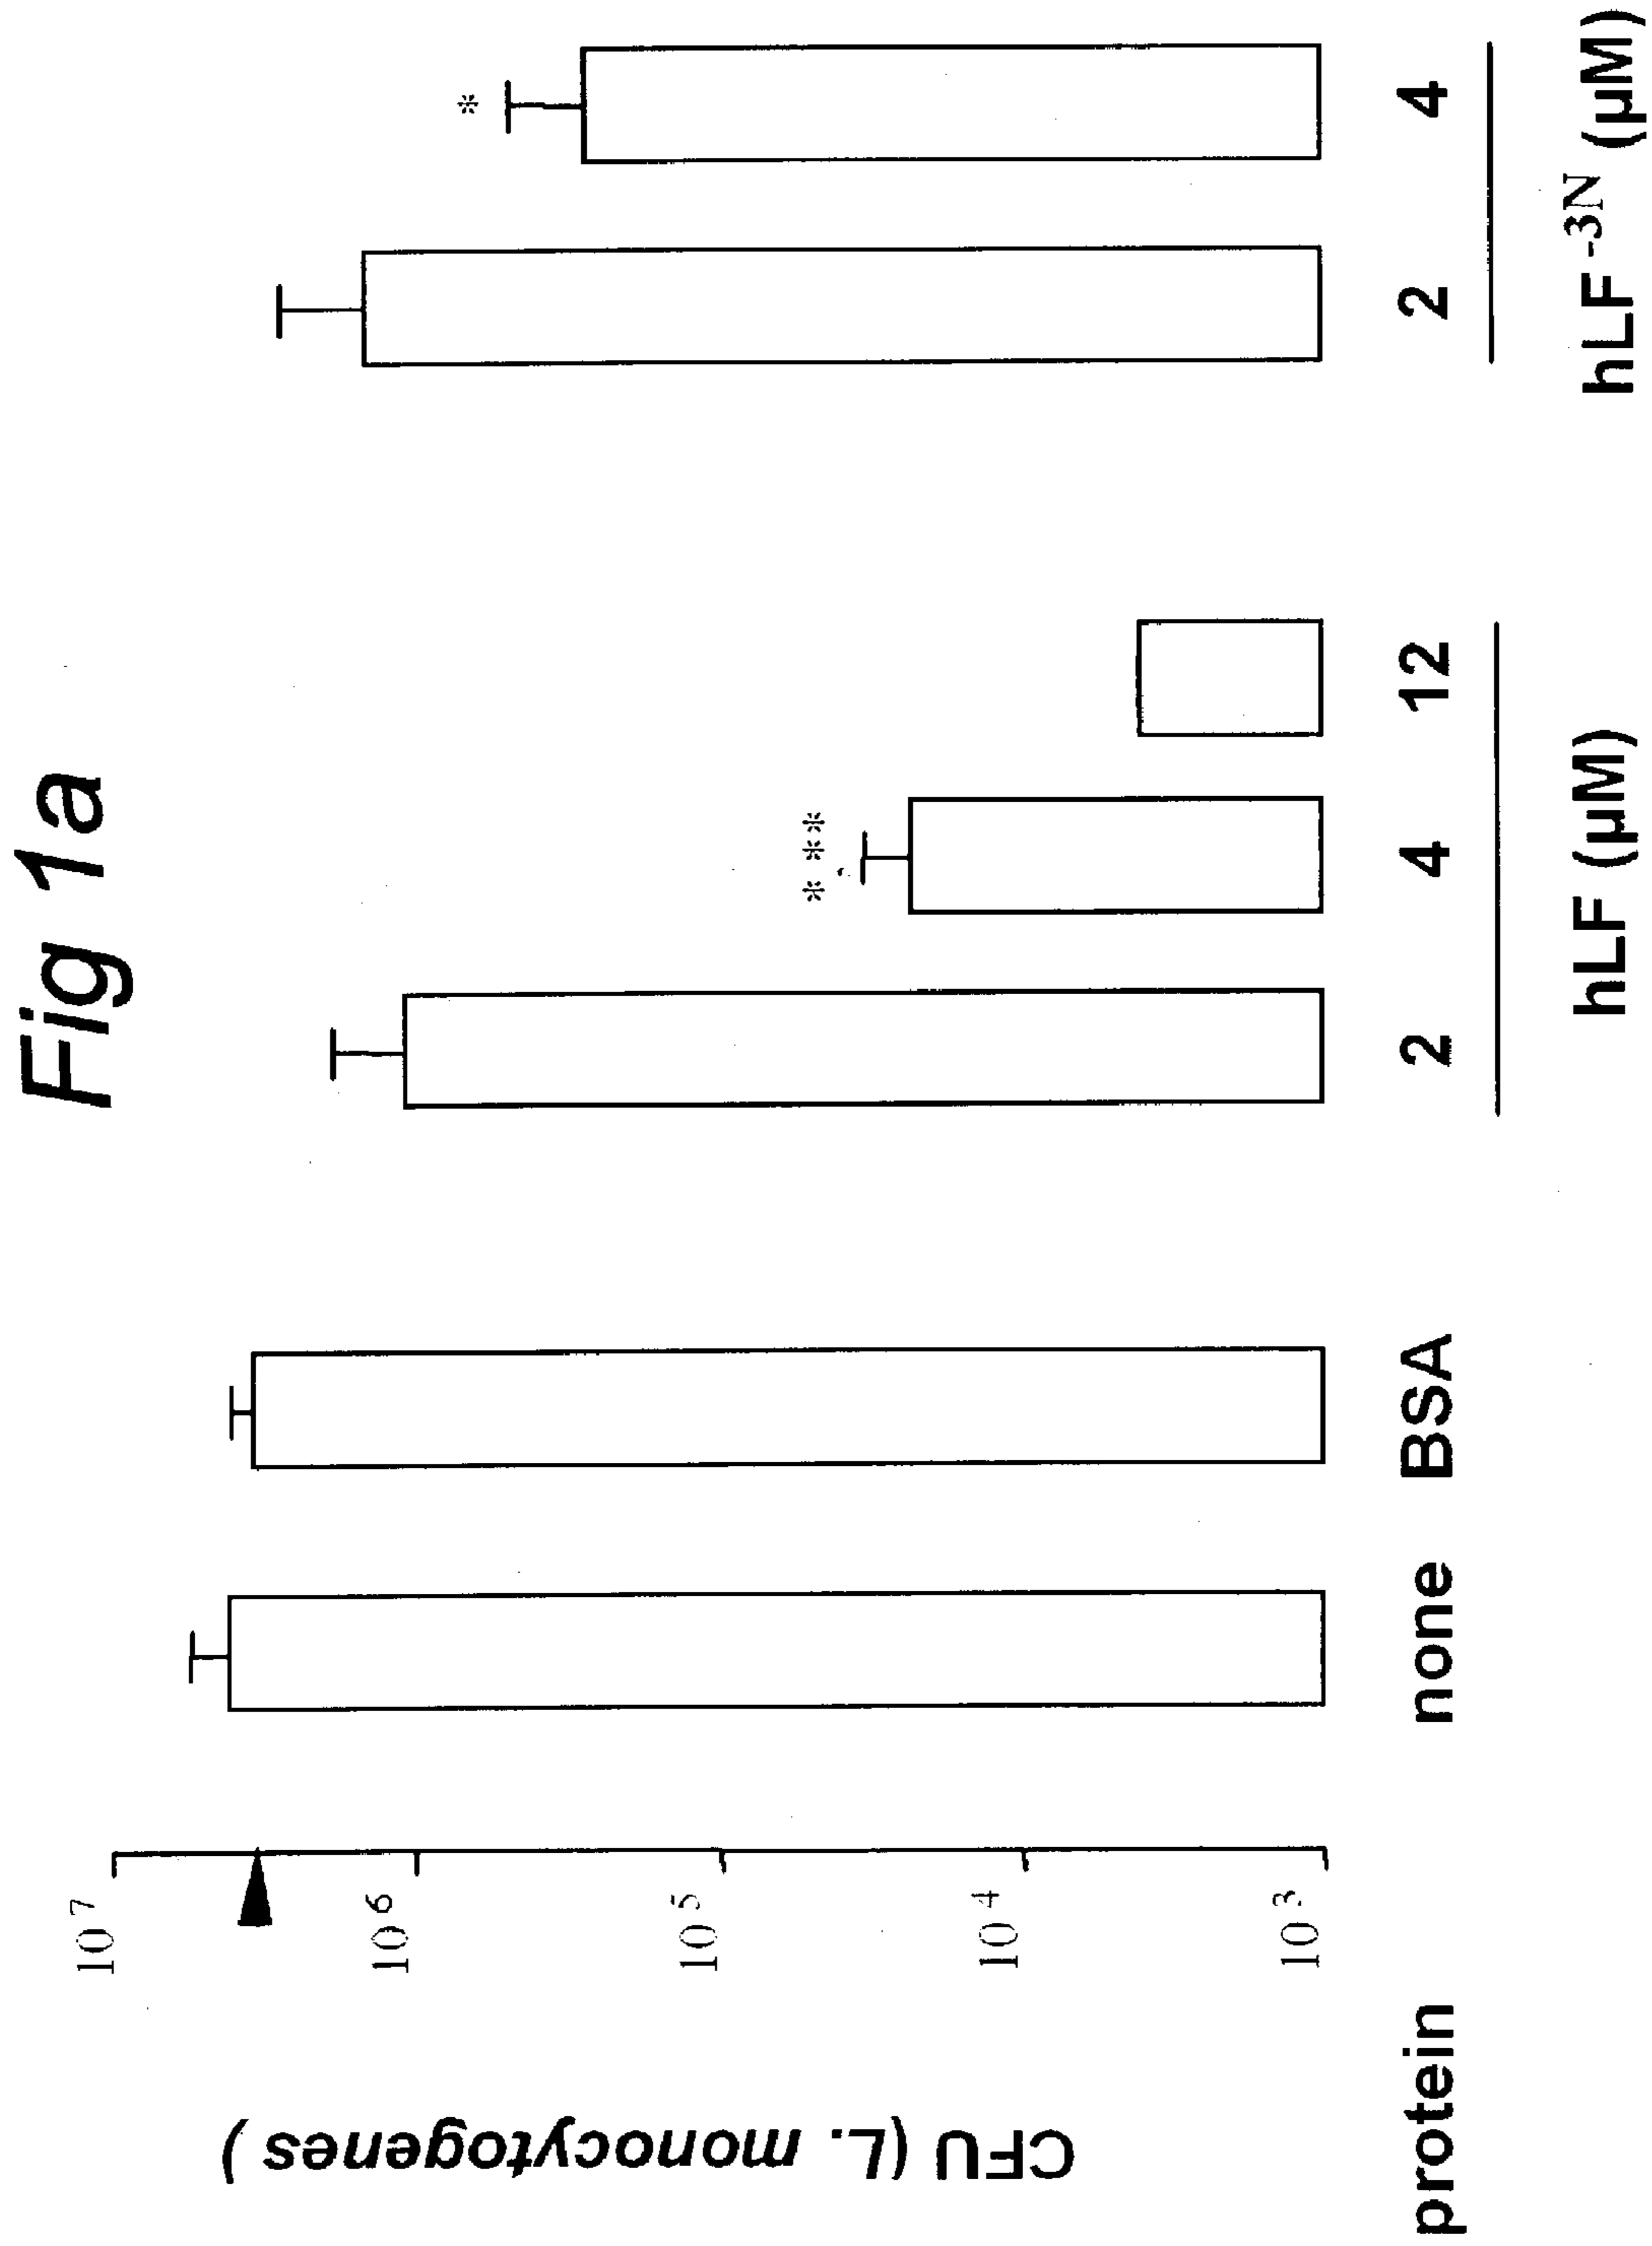 Fig 1a
CFU (L. monocytogenes)
10⁷
10⁶
10⁵
10⁴
10³
* * *
*
protein none BSA 2 4 12 2 4
hLF (µM) hLF⁻³ᴺ (µM)